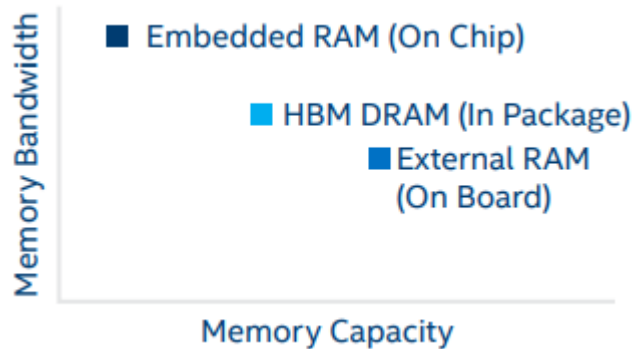 Memory Bandwidth
Embedded RAM (On Chip)
HBM DRAM (In Package)
External RAM
(On Board)
Memory Capacity